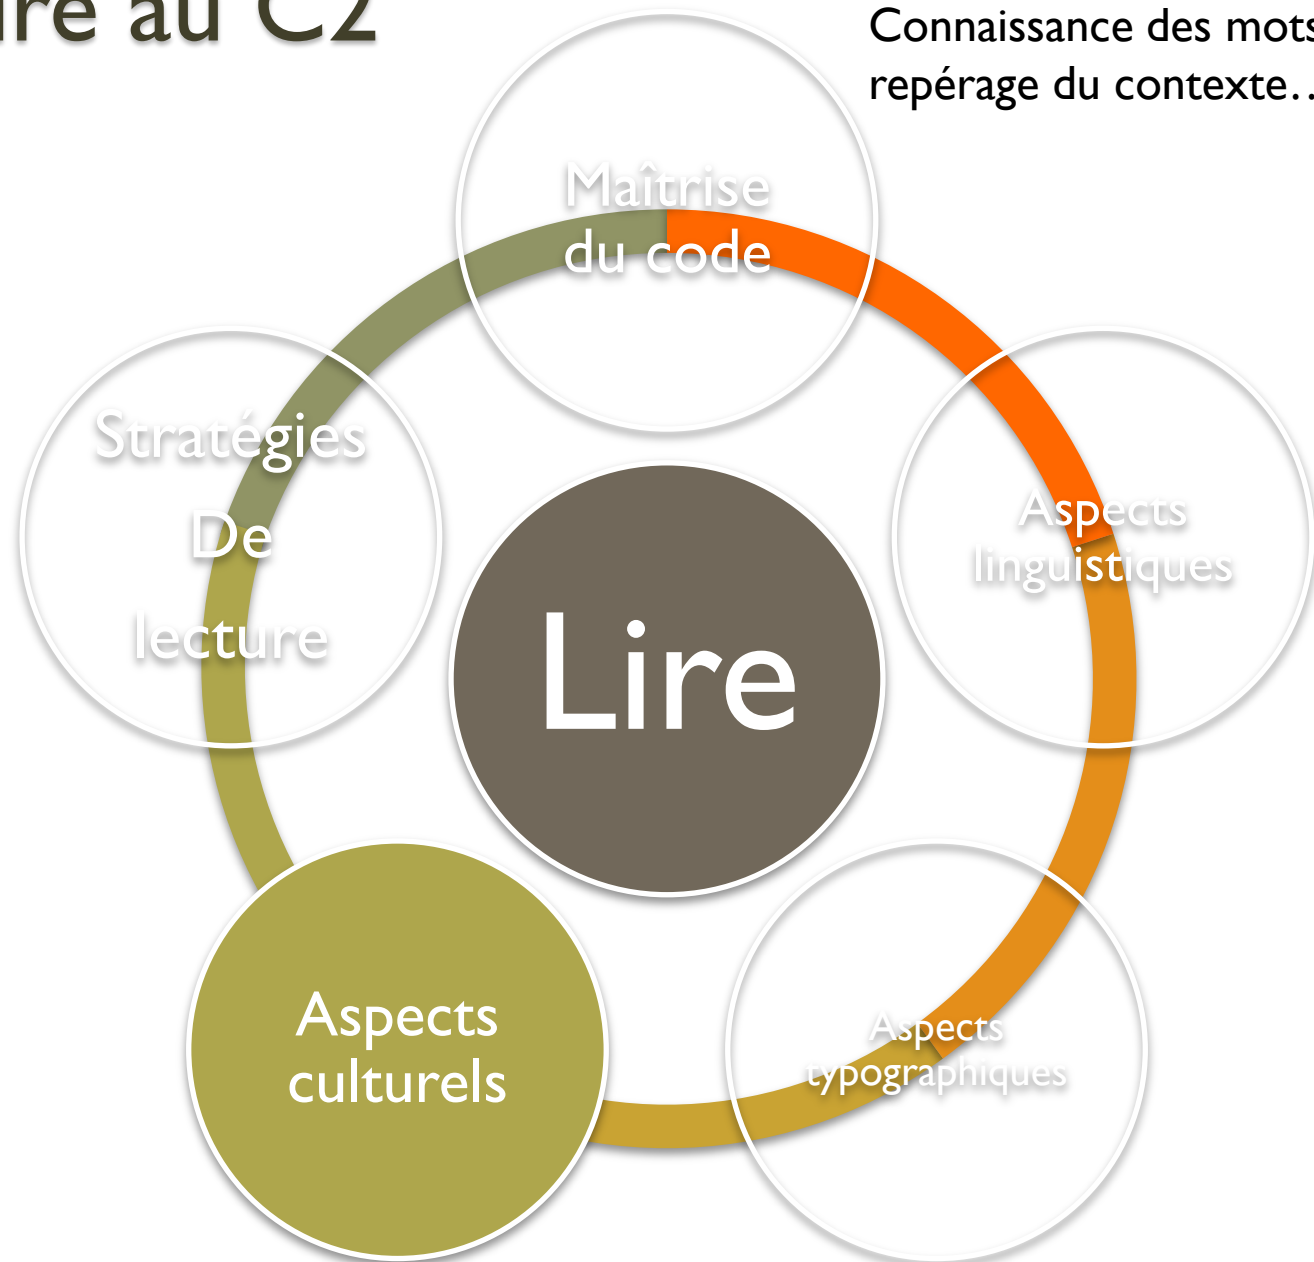 ire au C2
Connaissance des mots
repérage du contexte…
Maîtrise
du code
Stratégies
De
lecture
Aspects
linguistiques
Lire
Aspects
culturels
Aspects
typographiques